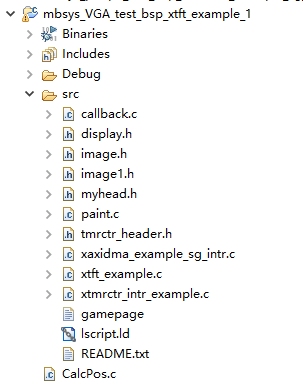 mbsys_VGA_test_bsp_xtft_example_1
Binaries
Includes
Debug
src
callback.c
display.h
image.h
image1.h
myhead.h
paint.c
tmrctr_header.h
xaxidma_example_sg_intr.c
xtft_example.c
xtmrctr_intr_example.c
gamepage
lscript.ld
README.txt
CalcPos.c